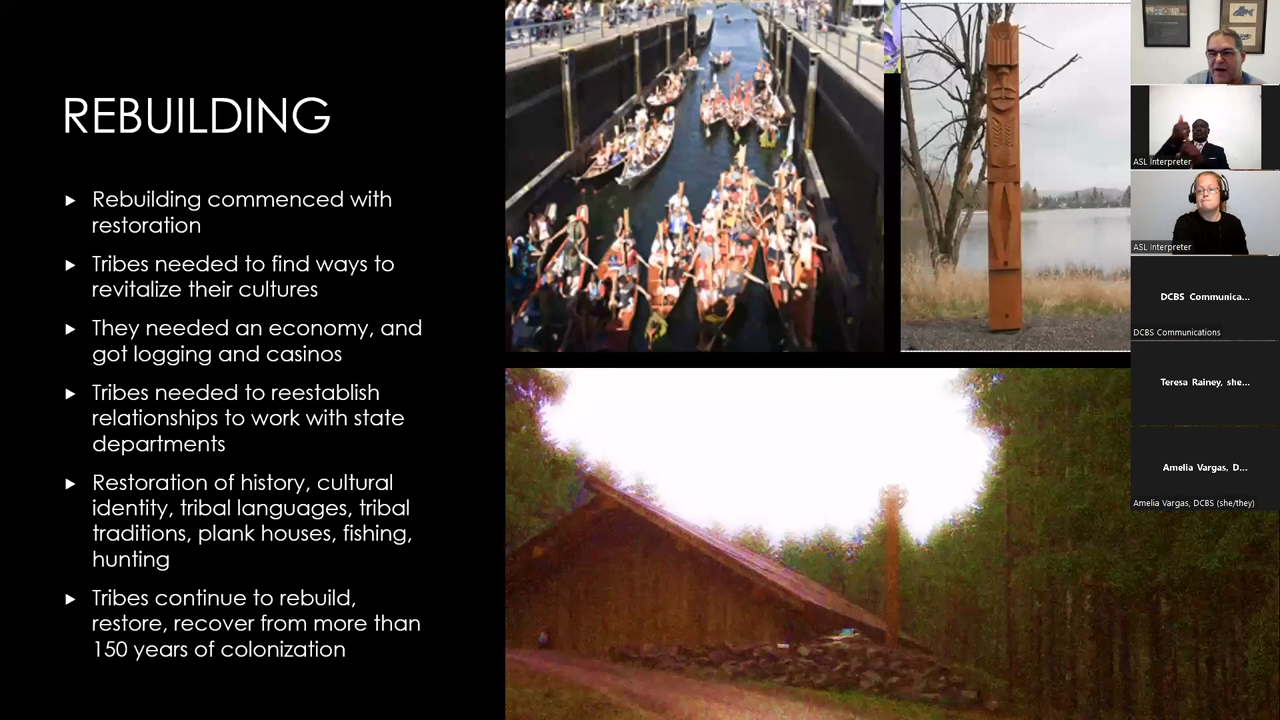 REBUILDING
Rebuilding commenced with
restoration
Tribes needed to find ways to
revitalize their cultures
They needed an economy, and
got logging and casinos
Tribes needed to reestablish
relationships to work with state
departments
Restoration of history, cultural
identity, tribal languages, tribal
traditions, plank houses, fishing,
hunting
Tribes continue to rebuild,
restore, recover from more than
150 years of colonization
ASL Interpreter
ASL Interpreter
DCBS Communica...
DCBS Communications
Teresa Rainey, she...
Amelia Vargas, D...
Amelia Vargas, DCBS (she/they)